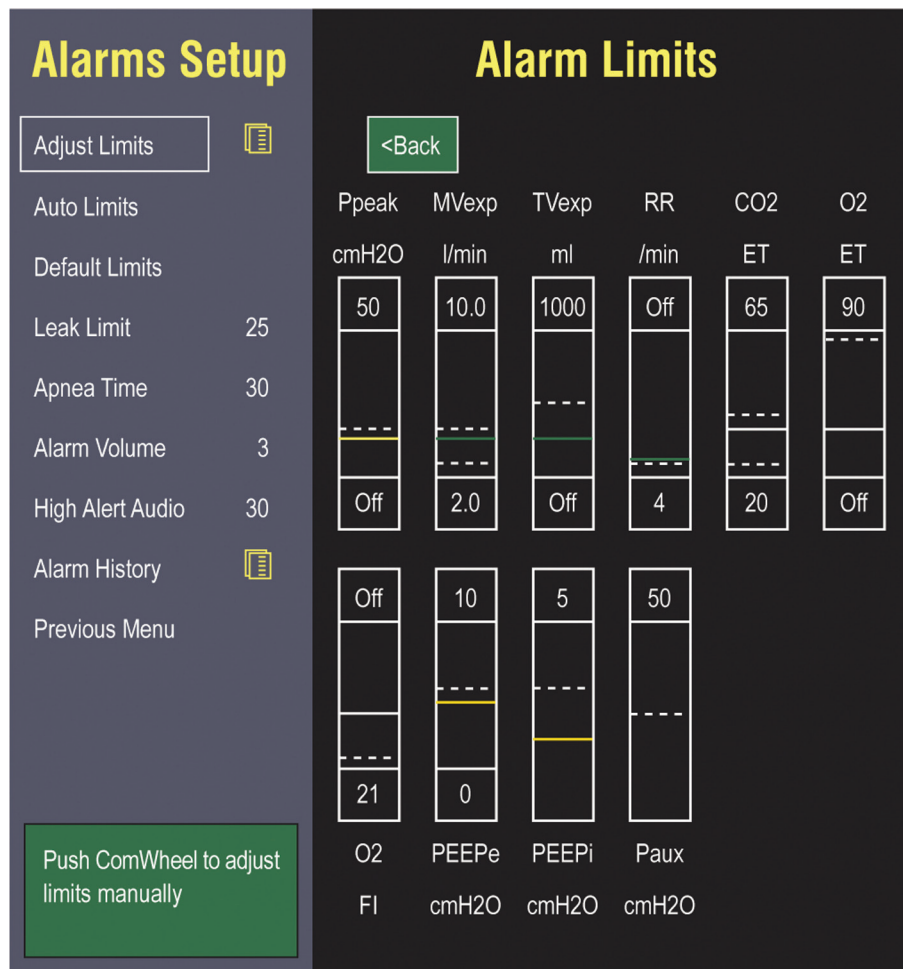 Alarms Setup
Adjust Limits
Auto Limits
Default Limits
Leak Limit 25
Apnea Time 30
Alarm Volume 3
High Alert Audio 30
Alarm History
Previous Menu
Push ComWheel to adjust
limits manually
Alarm Limits
<Back
Ppeak MVexp TVexp RR CO2 O2
cmH2O l/min ml /min ET ET
50 10.0 1000 Off 65 90
Off 2.0 Off 4 20 Off
Off 10 5 50
21 0
O2 PEEPe PEEPi Paux
FI cmH2O cmH2O cmH2O